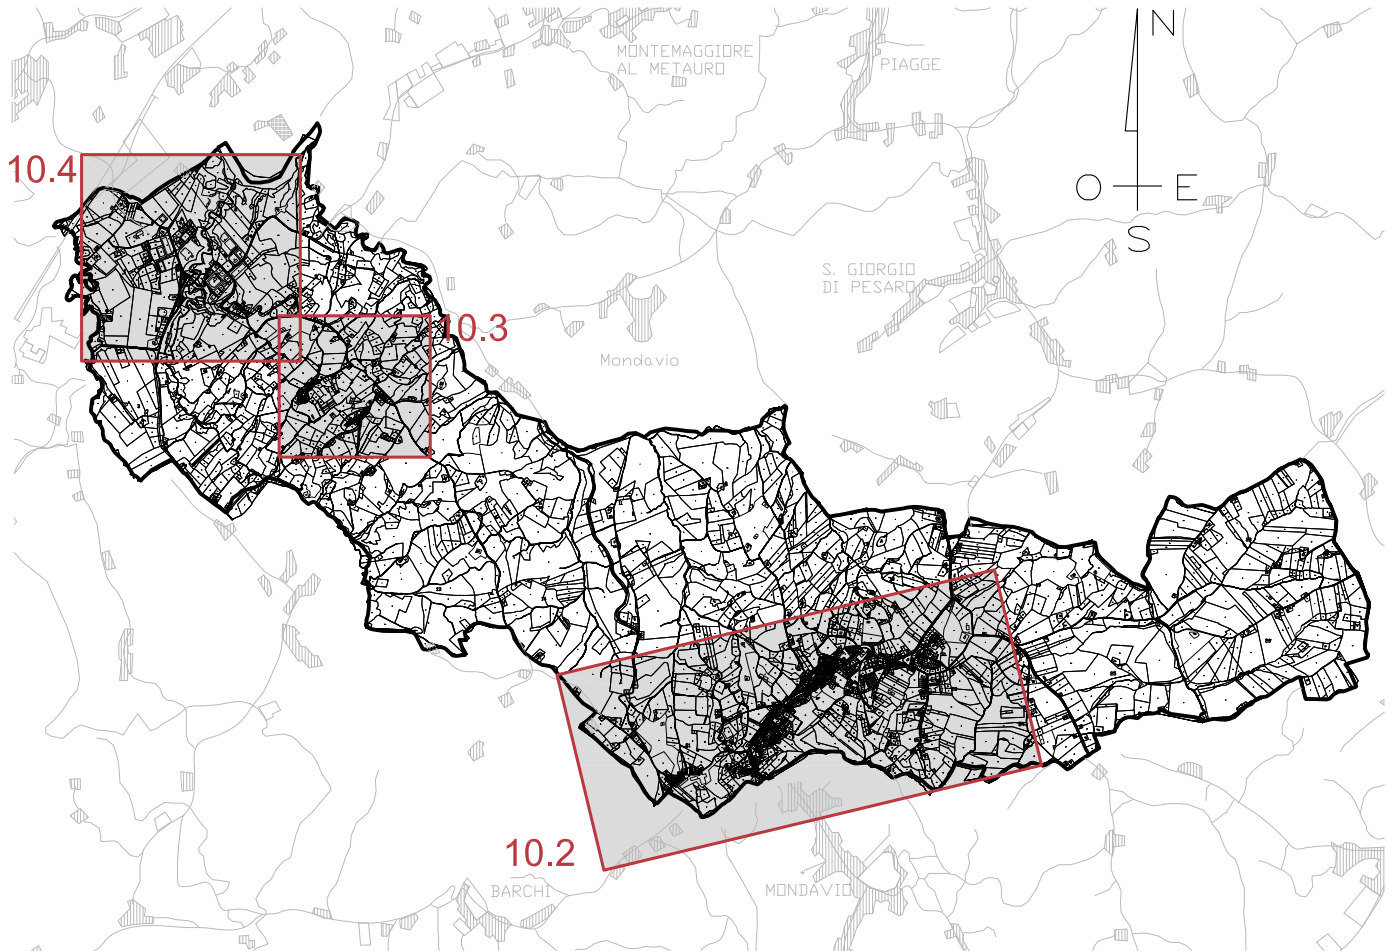 N
MONTEMAGGIORE
AL METAURO
PIAGGE
10.4
O
E
S
S. GIORGIO
DI PESARO
10.3
Mondavio
10.2
BARCHI
MONDAVIO